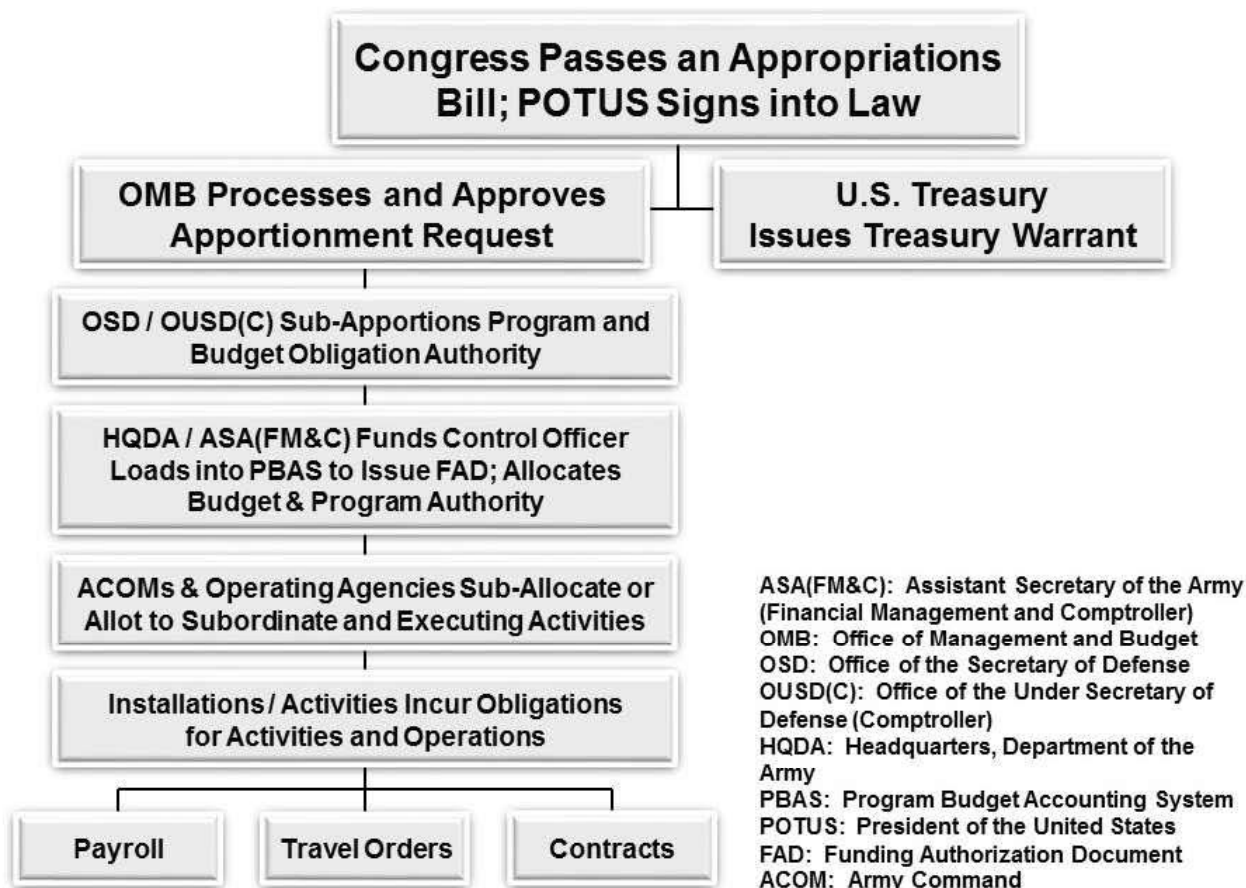 Congress Passes an Appropriations
Bill; POTUS Signs into Law
OMB Processes and Approves
Apportionment Request
U.S. Treasury
Issues Treasury Warrant
OSD / OUSD(C) Sub-Apportions Program and
Budget Obligation Authority
HQDA / ASA(FM&C) Funds Control Officer
Loads into PBAS to Issue FAD; Allocates
Budget & Program Authority
ACOMs & Operating Agencies Sub-Allocate or
Allot to Subordinate and Executing Activities
Installations / Activities Incur Obligations
for Activities and Operations
Payroll
Travel Orders
Contracts
ASA(FM&C): Assistant Secretary of the Army
(Financial Management and Comptroller)
OMB: Office of Management and Budget
OSD: Office of the Secretary of Defense
OUSD(C): Office of the Under Secretary of
Defense (Comptroller)
HQDA: Headquarters, Department of the
Army
PBAS: Program Budget Accounting System
POTUS: President of the United States
FAD: Funding Authorization Document
ACOM: Army Command